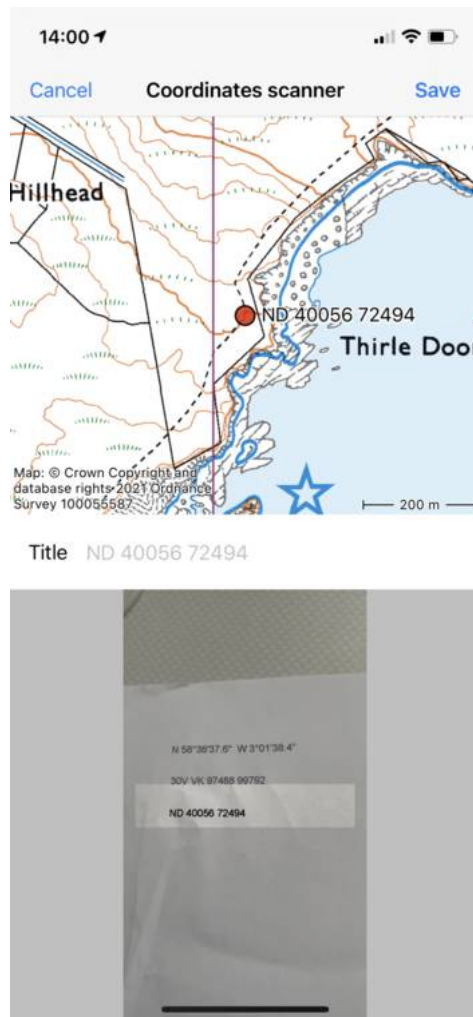 14:00
Cancel
Coordinates scanner
Save
Hillhead
ND 40056 72494
Thirle Doo
Map: © Crown Copyright and
database rights 2021 Ordnance
Survey 100055587
200 m
Title
ND 40056 72494
N 58°38'37.6" W 3°01'38.4"
30V VK 97488 99792
ND 40056 72494